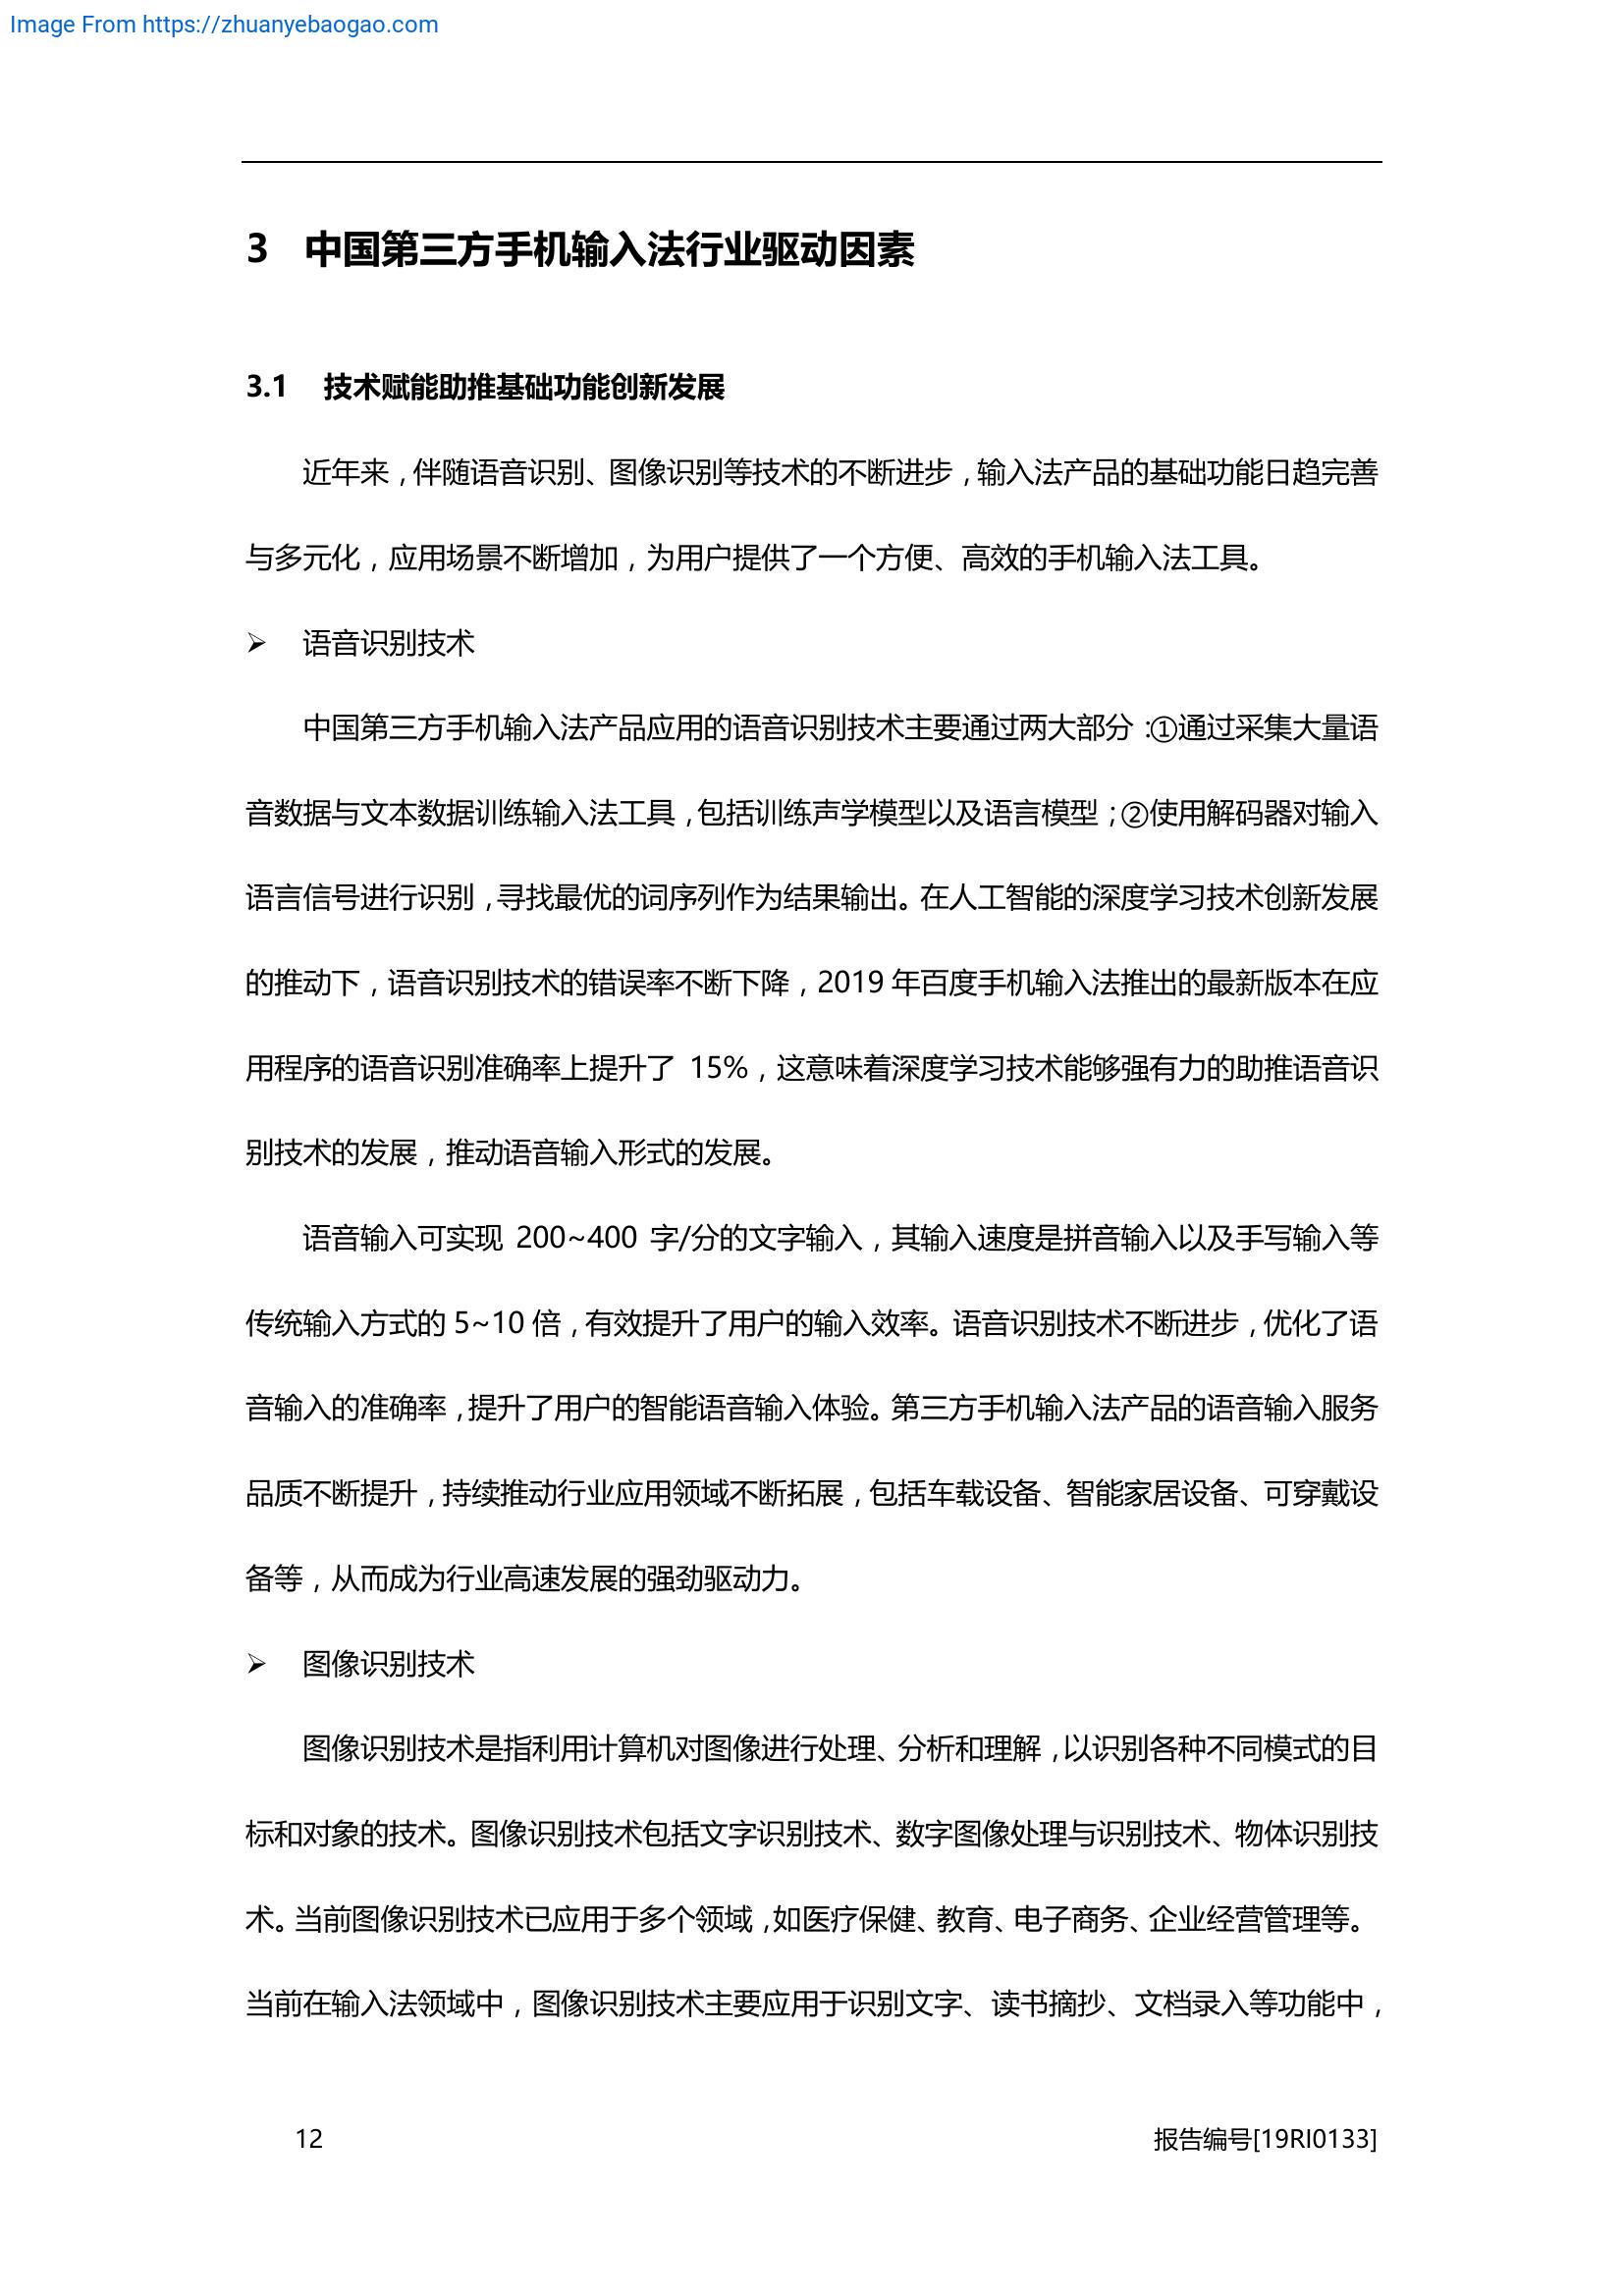 Image From https://zhuanyebaogao.com
3 中国第三方手机输入法行业驱动因素
3.1 技术赋能助推基础功能创新发展
近年来，伴随语音识别、图像识别等技术的不断进步，输入法产品的基础功能日趋完善
与多元化，应用场景不断增加，为用户提供了一个方便、高效的手机输入法工具。
➢ 语音识别技术
中国第三方手机输入法产品应用的语音识别技术主要通过两大部分：①通过采集大量语
音数据与文本数据训练输入法工具，包括训练声学模型以及语言模型；②使用解码器对输入
语言信号进行识别，寻找最优的词序列作为结果输出。在人工智能的深度学习技术创新发展
的推动下，语音识别技术的错误率不断下降，2019 年百度手机输入法推出的最新版本在应
用程序的语音识别准确率上提升了 15%，这意味着深度学习技术能够强有力的助推语音识
别技术的发展，推动语音输入形式的发展。
语音输入可实现 200~400 字/分的文字输入，其输入速度是拼音输入以及手写输入等
传统输入方式的 5~10 倍，有效提升了用户的输入效率。语音识别技术不断进步，优化了语
音输入的准确率，提升了用户的智能语音输入体验。第三方手机输入法产品的语音输入服务
品质不断提升，持续推动行业应用领域不断拓展，包括车载设备、智能家居设备、可穿戴设
备等，从而成为行业高速发展的强劲驱动力。
➢ 图像识别技术
图像识别技术是指利用计算机对图像进行处理、分析和理解，以识别各种不同模式的目
标和对象的技术。图像识别技术包括文字识别技术、数字图像处理与识别技术、物体识别技
术。当前图像识别技术已应用于多个领域，如医疗保健、教育、电子商务、企业经营管理等。
当前在输入法领域中，图像识别技术主要应用于识别文字、读书摘抄、文档录入等功能中，
12 报告编号[19RI0133]